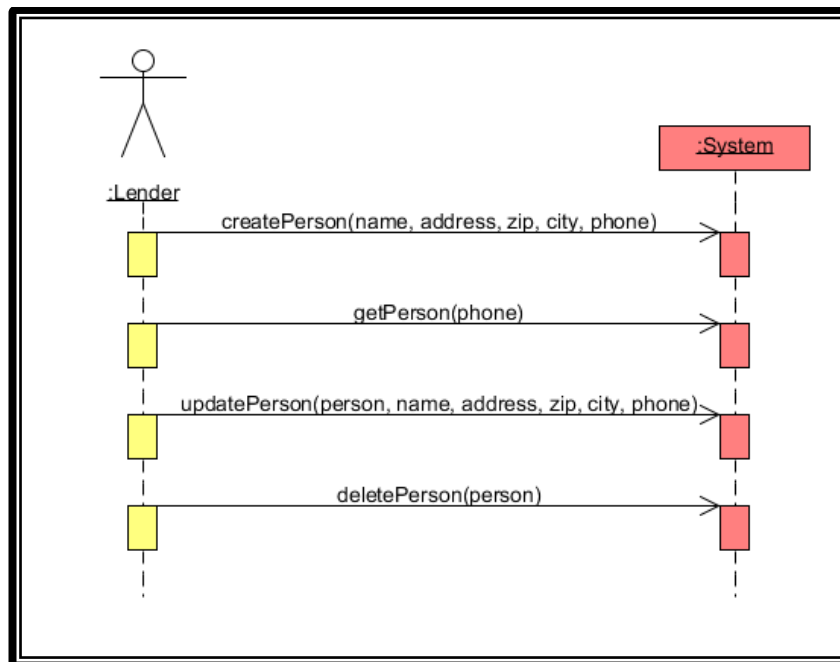 :System
:Lender
createPerson(name, address, zip, city, phone)
getPerson(phone)
updatePerson(person, name, address, zip, city, phone)
deletePerson(person)